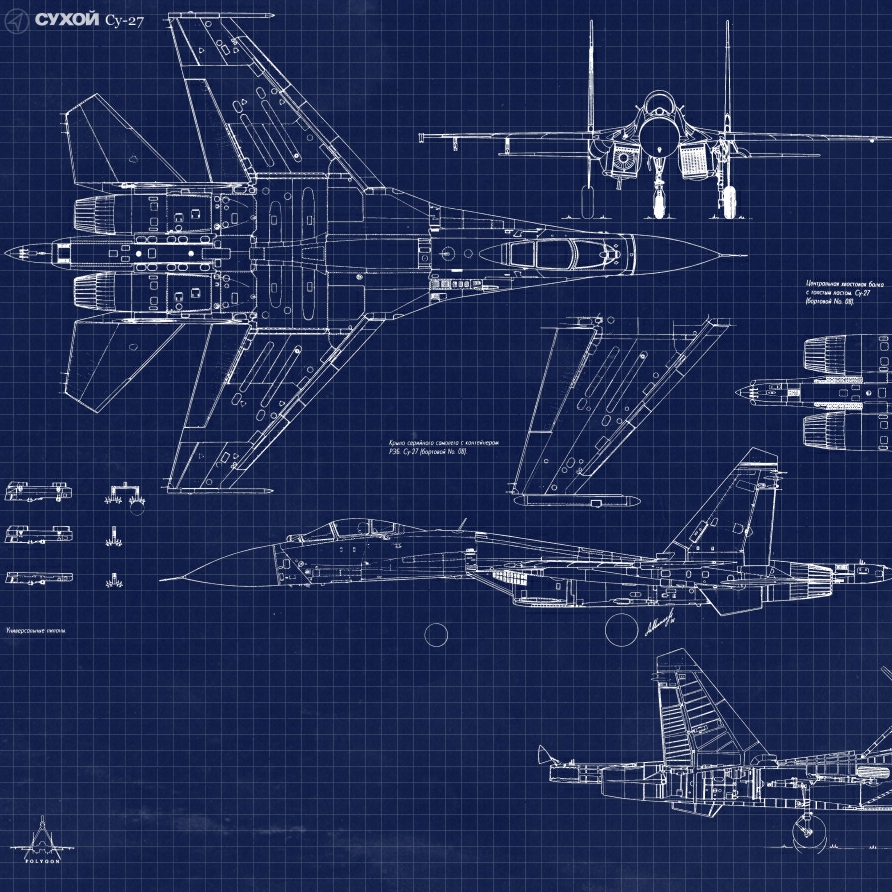 СУХОЙ Су-27
Центральная хвостовая балка
с толстым ластом. Су-27
(бортовой No. 08).
Крыло серийного самолета с контейнером
РЭБ. Су-27 (бортовой No. 08).
Универсальные пилоны.
POLYGON